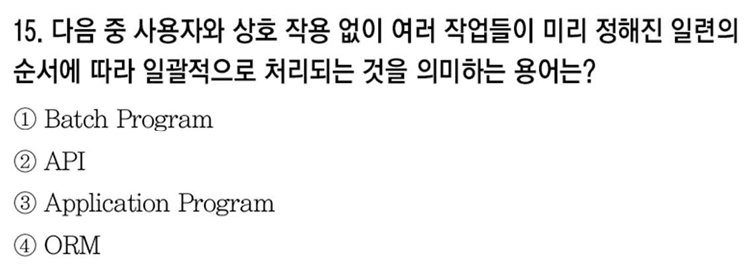 15. 다음 중 사용자와 상호 작용 없이 여러 작업들이 미리 정해진 일련의
순서에 따라 일괄적으로 처리되는 것을 의미하는 용어는?
① Batch Program
② API
③ Application Program
④ ORM